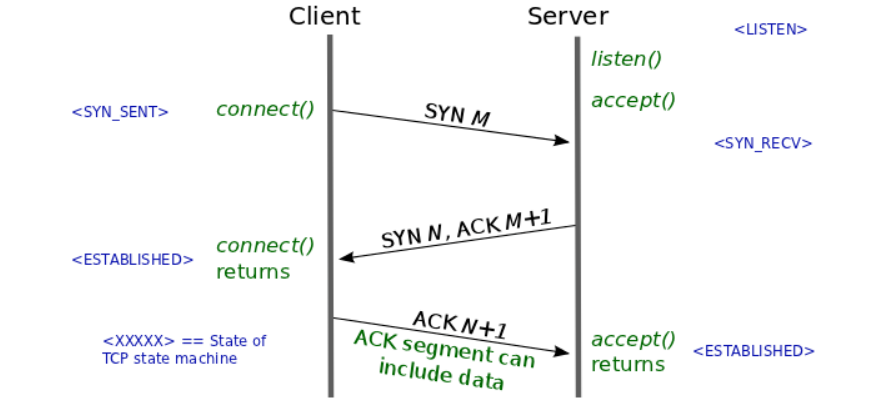 Client
Server
<LISTEN>
listen()
accept()
<SYN_SENT>
connect()
SYN M
<SYN_RECV>
SYN N, ACK M+1
<ESTABLISHED>
connect()
returns
ACK N+1
ACK segment can
include data
<XXXXX> == State of
TCP state machine
accept()
returns
<ESTABLISHED>